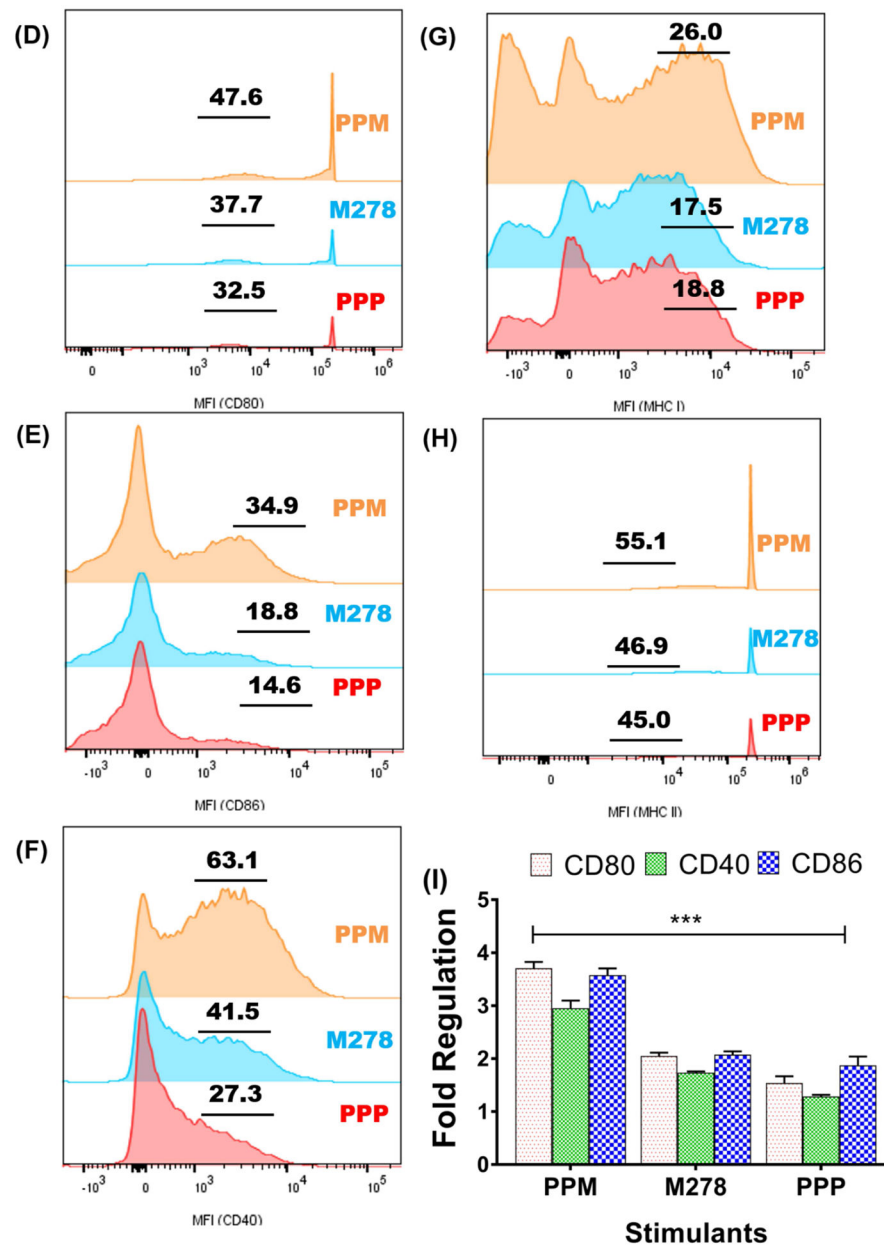 (D)
47.6
PPM
37.7
M278
32.5
PPP
0 10³ 10⁴ 10⁵ 10⁶
MFI (CD80)
(E)
34.9
PPM
18.8
M278
14.6
PPP
-10³ 0 10³ 10⁴ 10⁵
MFI (CD86)
(F)
63.1
PPM
41.5
M278
27.3
PPP
-10³ 0 10³ 10⁴ 10⁵
MFI (CD40)
(G)
26.0
PPM
17.5
M278
18.8
PPP
-10³ 0 10³ 10⁴ 10⁵
MFI (MHC I)
(H)
55.1
PPM
46.9
M278
45.0
PPP
0 10⁴ 10⁵ 10⁶
MFI (MHC II)
(I)
CD80 CD40 CD86
5
4
3
2
1
0
***
Fold Regulation
PPM M278 PPP
Stimulants